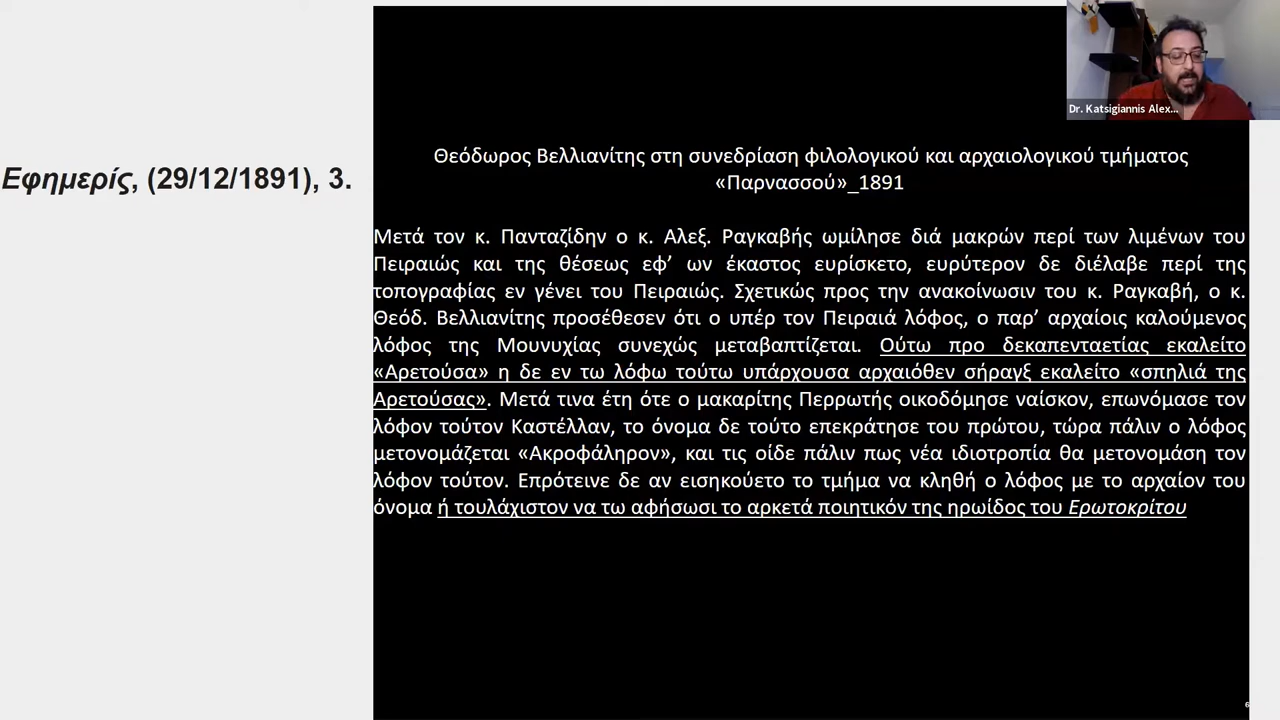 Dr. Katsigiannis Alex...
Εφημερίς, (29/12/1891), 3.
Θεόδωρος Βελλιανίτης στη συνεδρίαση φιλολογικού και αρχαιολογικού τμήματος
«Παρνασσού»_1891
Μετά τον κ. Πανταζίδην ο κ. Αλεξ. Ραγκαβής ωμίλησε διά μακρών περί των λιμένων του
Πειραιώς και της θέσεως εφ’ ων έκαστος ευρίσκετο, ευρύτερον δε διέλαβε περί της
τοπογραφίας εν γένει του Πειραιώς. Σχετικώς προς την ανακοίνωσιν του κ. Ραγκαβή, ο κ.
Θεόδ. Βελλιανίτης προσέθεσεν ότι ο υπέρ τον Πειραιά λόφος, ο παρ’ αρχαίοις καλούμενος
λόφος της Μουνυχίας συνεχώς μεταβαπτίζεται. Ούτω προ δεκαπενταετίας εκαλείτο
«Αρετούσα» η δε εν τω λόφω τούτω υπάρχουσα αρχαιόθεν σήραγξ εκαλείτο «σπηλιά της
Αρετούσας». Μετά τινα έτη ότε ο μακαρίτης Περρωτής οικοδόμησε ναίσκον, επωνόμασε τον
λόφον τούτον Καστέλλαν, το όνομα δε τούτο επεκράτησε του πρώτου, τώρα πάλιν ο λόφος
μετονομάζεται «Ακροφάληρον», και τις οίδε πάλιν πως νέα ιδιοτροπία θα μετονομάση τον
λόφον τούτον. Επρότεινε δε αν εισηκούετο το τμήμα να κληθή ο λόφος με το αρχαίον του
όνομα ή τουλάχιστον να τω αφήσωσι το αρκετά ποιητικόν της ηρωίδος του Ερωτοκρίτου
6